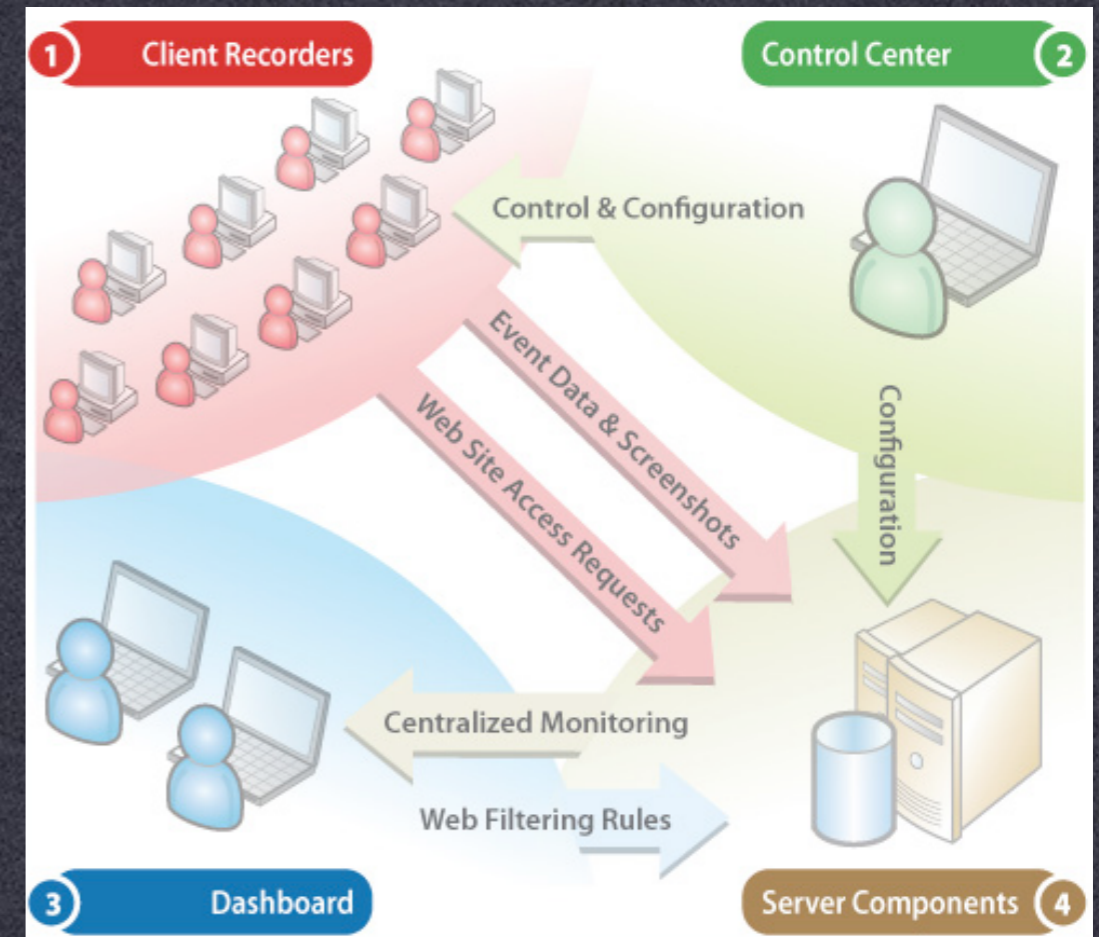 1 Client Recorders
Control Center 2
Control & Configuration
Event Data & Screenshots
Web Site Access Requests
Configuration
Centralized Monitoring
Web Filtering Rules
3 Dashboard
Server Components 4